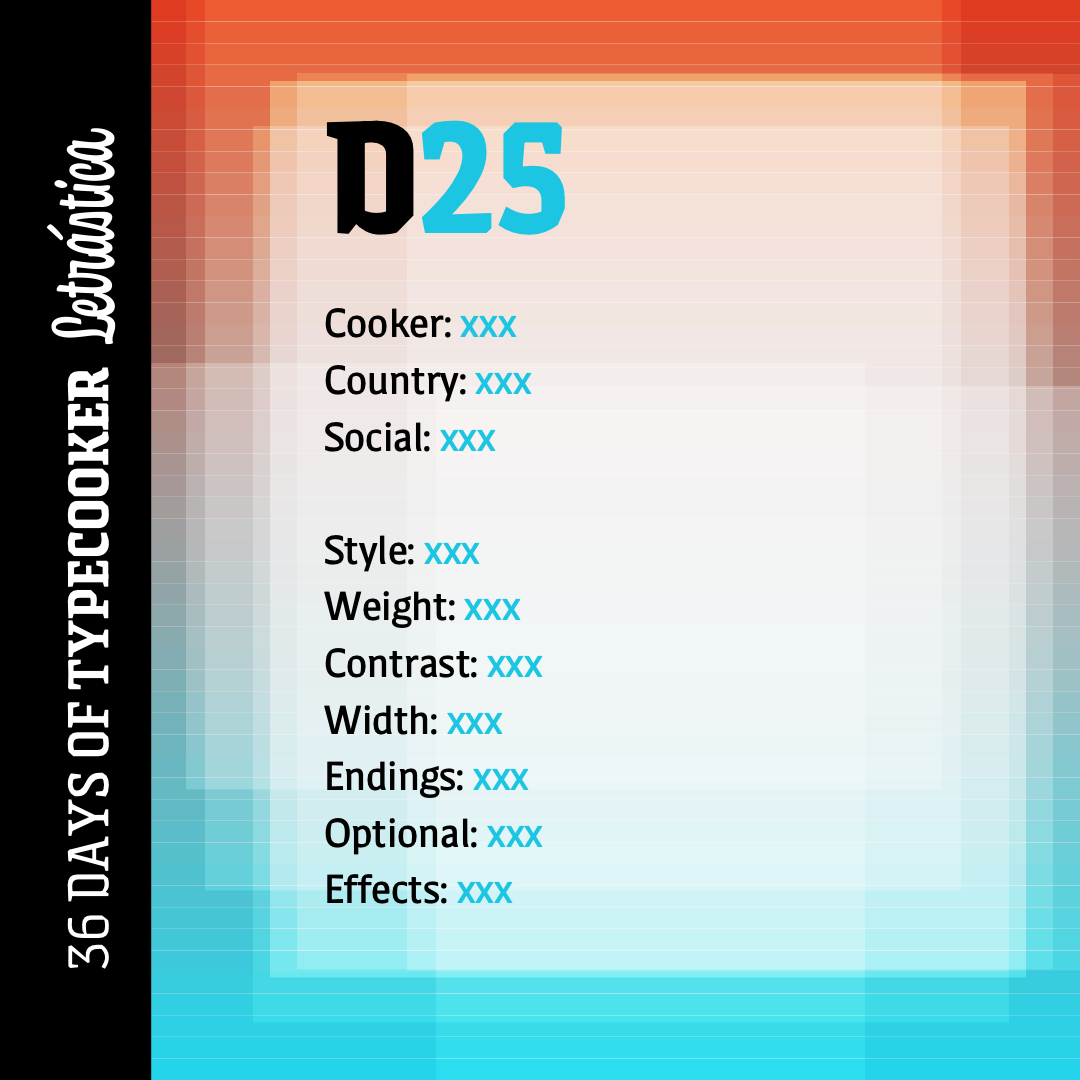 36 DAYS OF TYPECOOKER Letrástica
D25
Cooker: xxx
Country: xxx
Social: xxx
Style: xxx
Weight: xxx
Contrast: xxx
Width: xxx
Endings: xxx
Optional: xxx
Effects: xxx